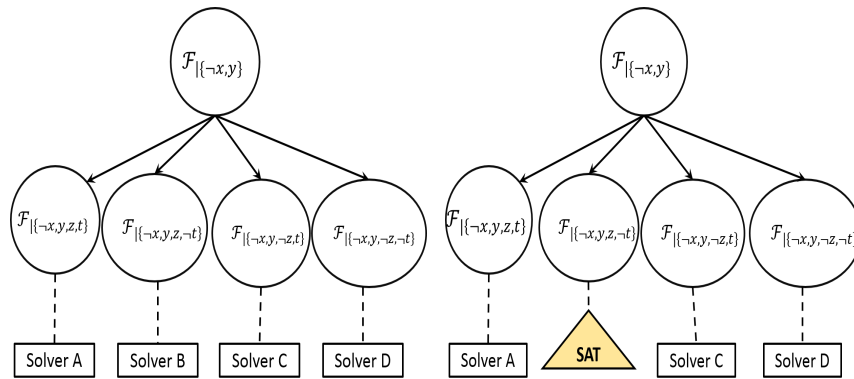 ℱ|{¬x,y}
ℱ|{¬x,y}
ℱ|{¬x,y,z,t}
ℱ|{¬x,y,z,¬t}
ℱ|{¬x,y,¬z,t}
ℱ|{¬x,y,¬z,¬t}
ℱ|{¬x,y,z,t}
ℱ|{¬x,y,z,¬t}
ℱ|{¬x,y,¬z,t}
ℱ|{¬x,y,¬z,¬t}
Solver A
Solver B
Solver C
Solver D
Solver A
SAT
Solver C
Solver D